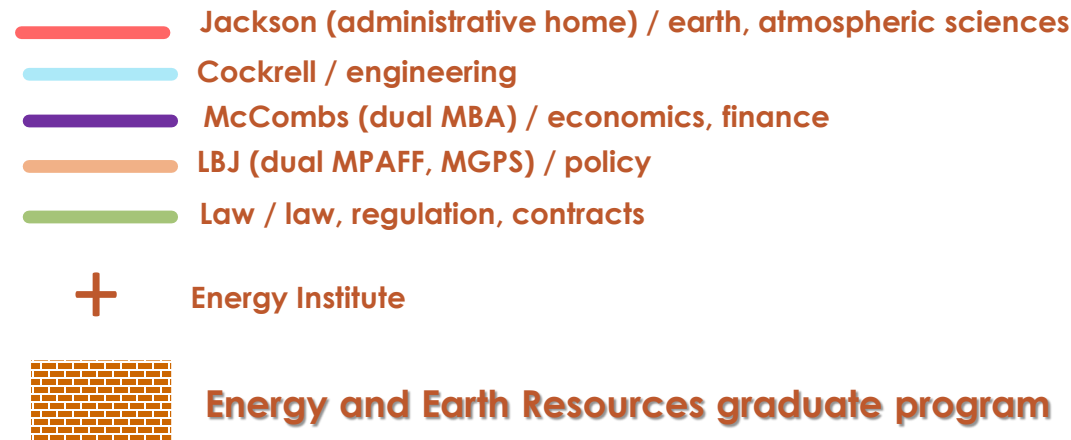 Jackson (administrative home) / earth, atmospheric sciences
Cockrell / engineering
McCombs (dual MBA) / economics, finance
LBJ (dual MPAFF, MGPS) / policy
Law / law, regulation, contracts
+ Energy Institute
Energy and Earth Resources graduate program